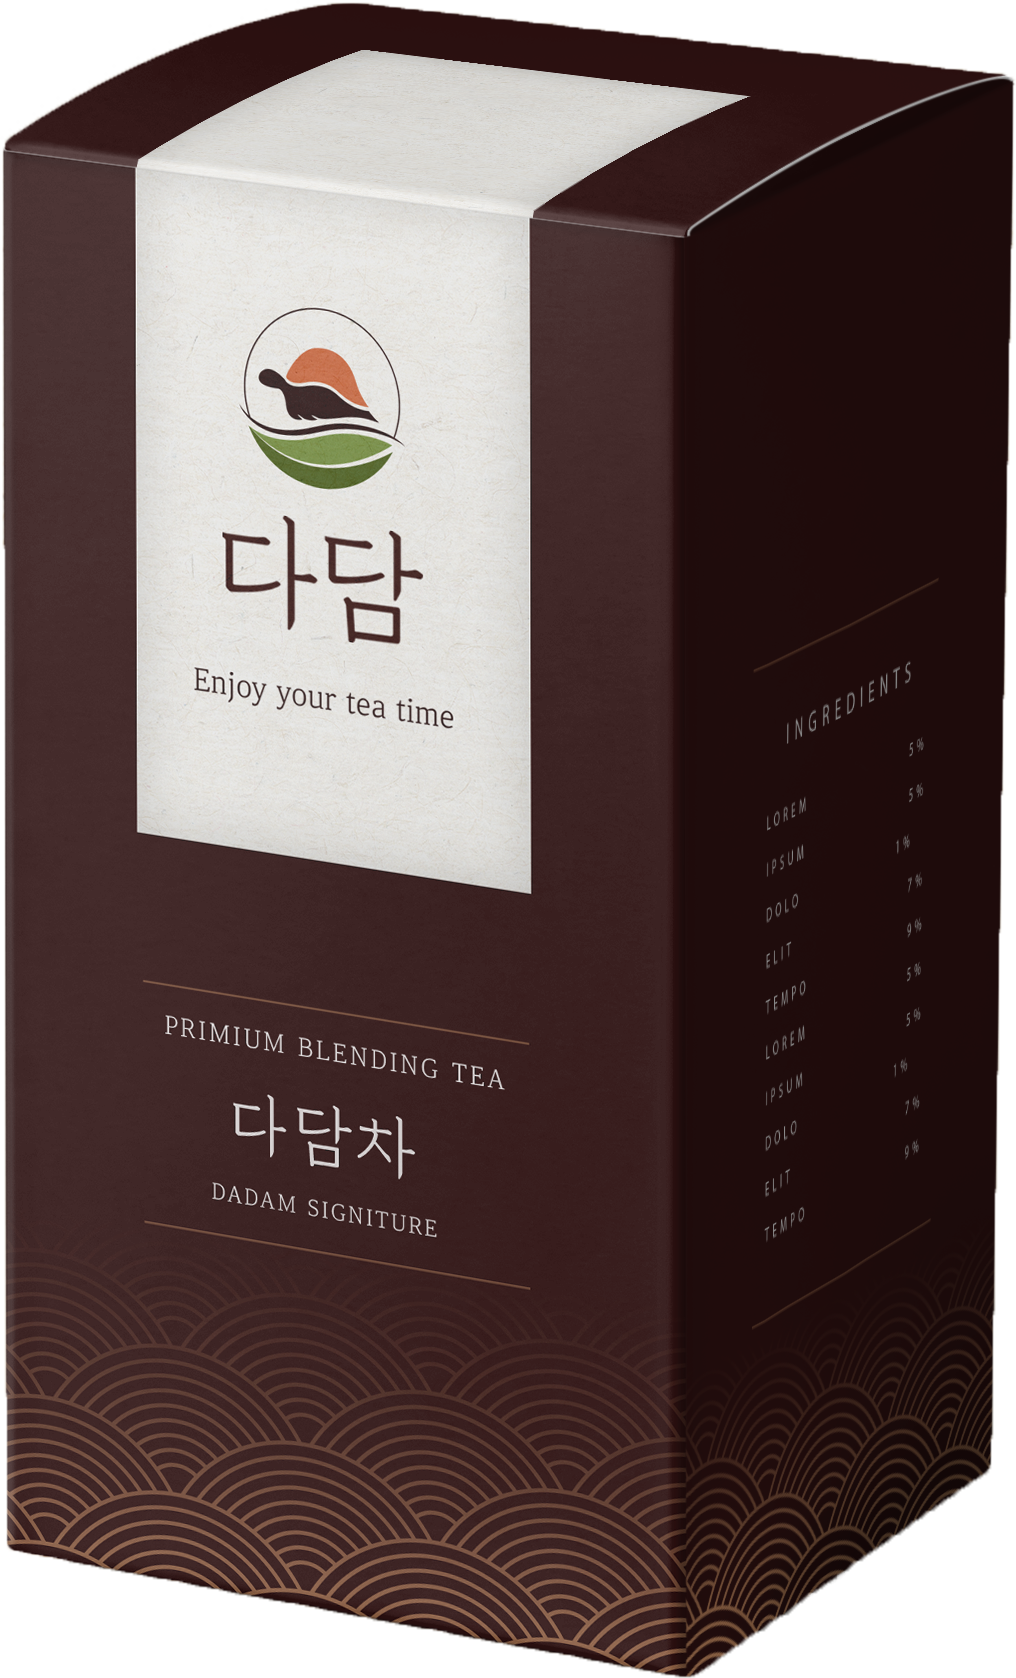 다담
Enjoy your tea time
PRIMIUM BLENDING TEA
다담차
DADAM SIGNITURE
INGREDIENTS
5%
LOREM 5%
IPSUM 1%
DOLO 7%
ELIT 9%
TEMPO 5%
LOREM 5%
IPSUM 1%
DOLO 7%
ELIT 9%
TEMPO